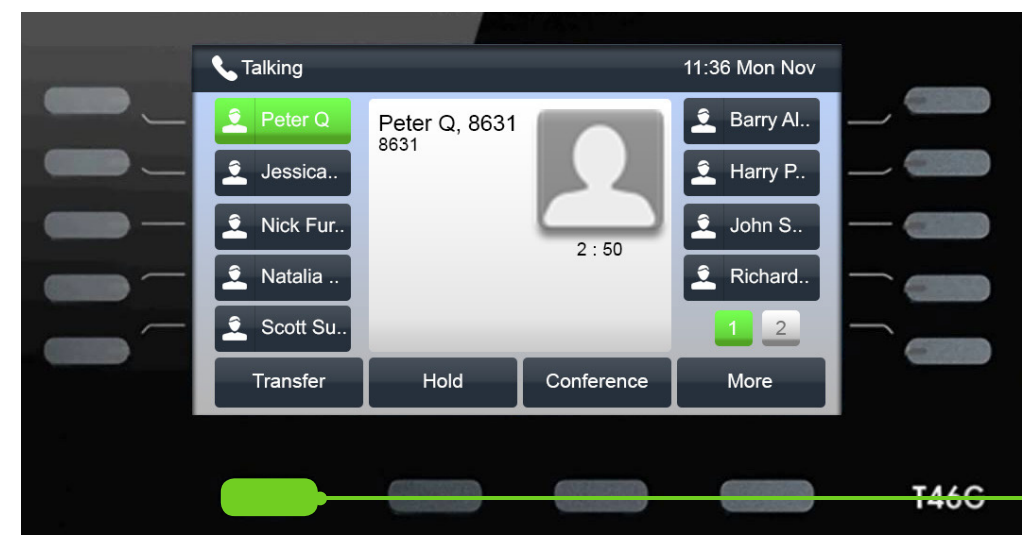 Talking
11:36 Mon Nov
Peter Q
Jessica..
Nick Fur..
Natalia ..
Scott Su..
Peter Q, 8631
8631
2 : 50
Barry Al..
Harry P..
John S..
Richard..
1 2
Transfer Hold Conference More
T46G